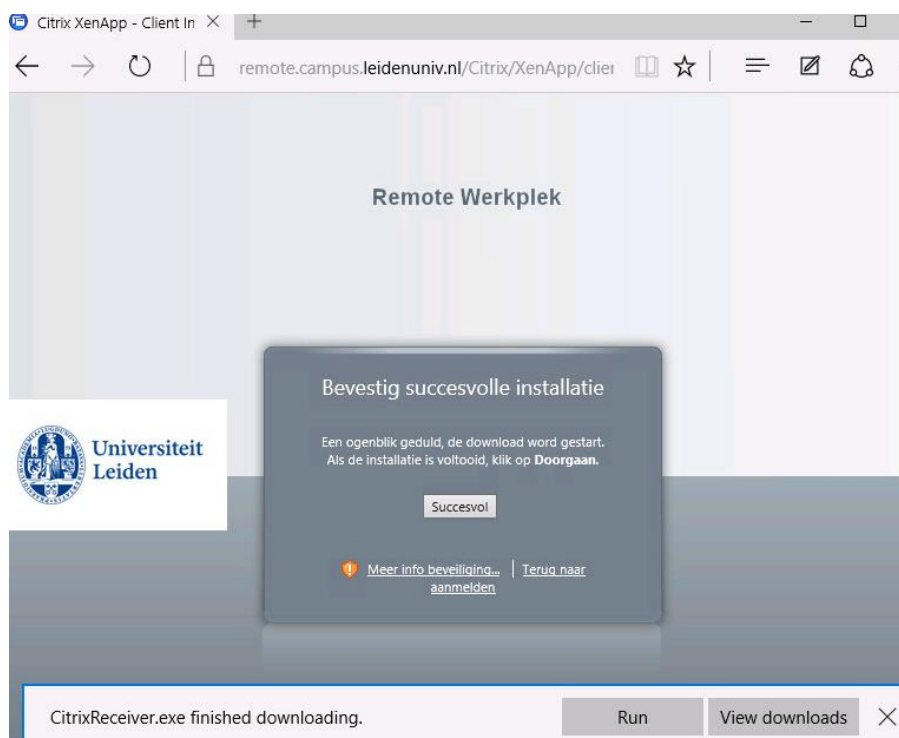 Citrix XenApp - Client In
remote.campus.leidenuniv.nl/Citrix/XenApp/clier
Remote Werkplek
Bevestig succesvolle installatie
Een ogenblik geduld, de download word gestart.
Als de installatie is voltooid, klik op Doorgaan.
Succesvol
Meer info beveiliging... | Terug naar
aanmelden
Universiteit
Leiden
CitrixReceiver.exe finished downloading.
Run
View downloads